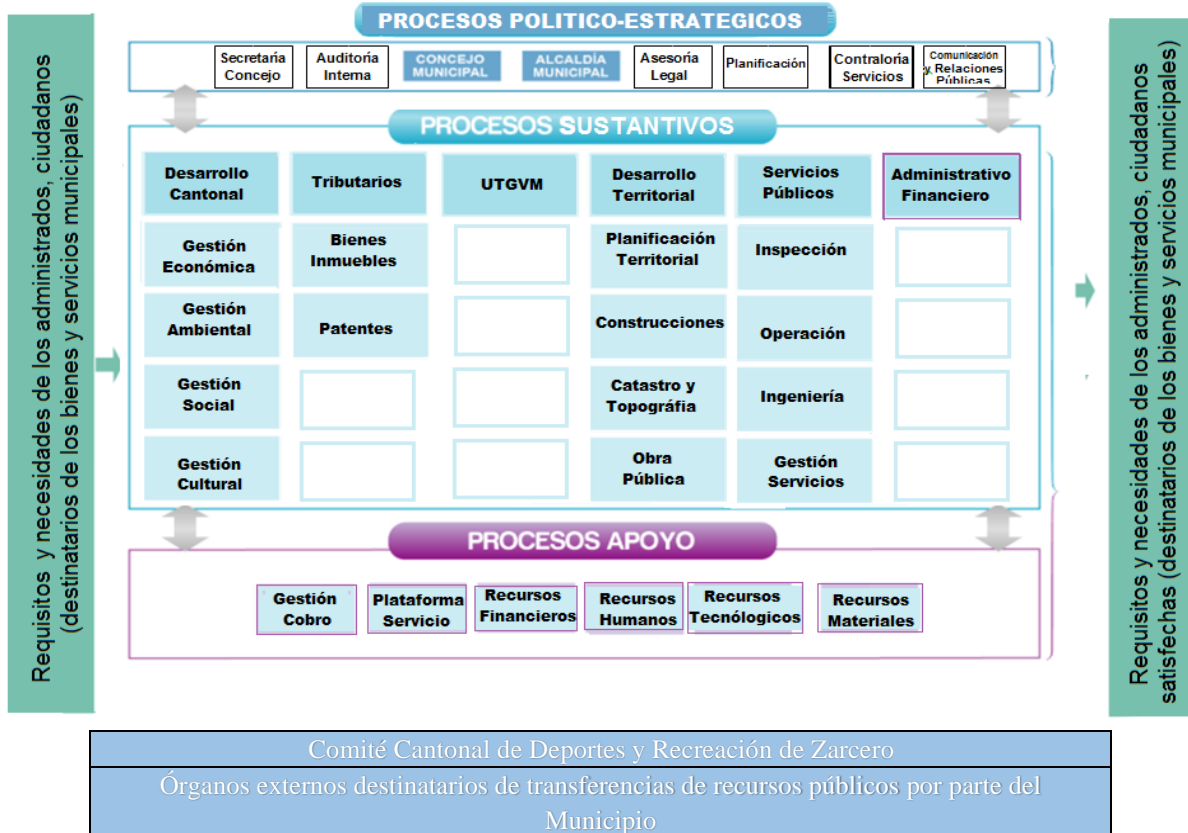 Requisitos y necesidades de los administrados, ciudadanos
(destinatarios de los bienes y servicios municipales)
PROCESOS POLITICO-ESTRATEGICOS
Secretaría
Concejo
Auditoría
Interna
CONCEJO
MUNICIPAL
ALCALDÍA
MUNICIPAL
Asesoría
Legal
Planificación
Contraloría
Servicios
Comunicación
y Relaciones
Públicas
PROCESOS SUSTANTIVOS
Desarrollo
Cantonal
Tributarios
UTGVM
Desarrollo
Territorial
Servicios
Públicos
Administrativo
Financiero
Gestión
Económica
Bienes
Inmuebles
Planificación
Territorial
Inspección
Gestión
Ambiental
Patentes
Construcciones
Operación
Gestión
Social
Catastro y
Topográfia
Ingeniería
Gestión
Cultural
Obra
Pública
Gestión
Servicios
PROCESOS APOYO
Gestión
Cobro
Plataforma
Servicio
Recursos
Financieros
Recursos
Humanos
Recursos
Tecnólogicos
Recursos
Materiales
Requisitos y necesidades de los administrados, ciudadanos
satisfechas (destinatarios de los bienes y servicios municipales)
Comité Cantonal de Deportes y Recreación de Zarcero
Órganos externos destinatarios de transferencias de recursos públicos por parte del
Municipio